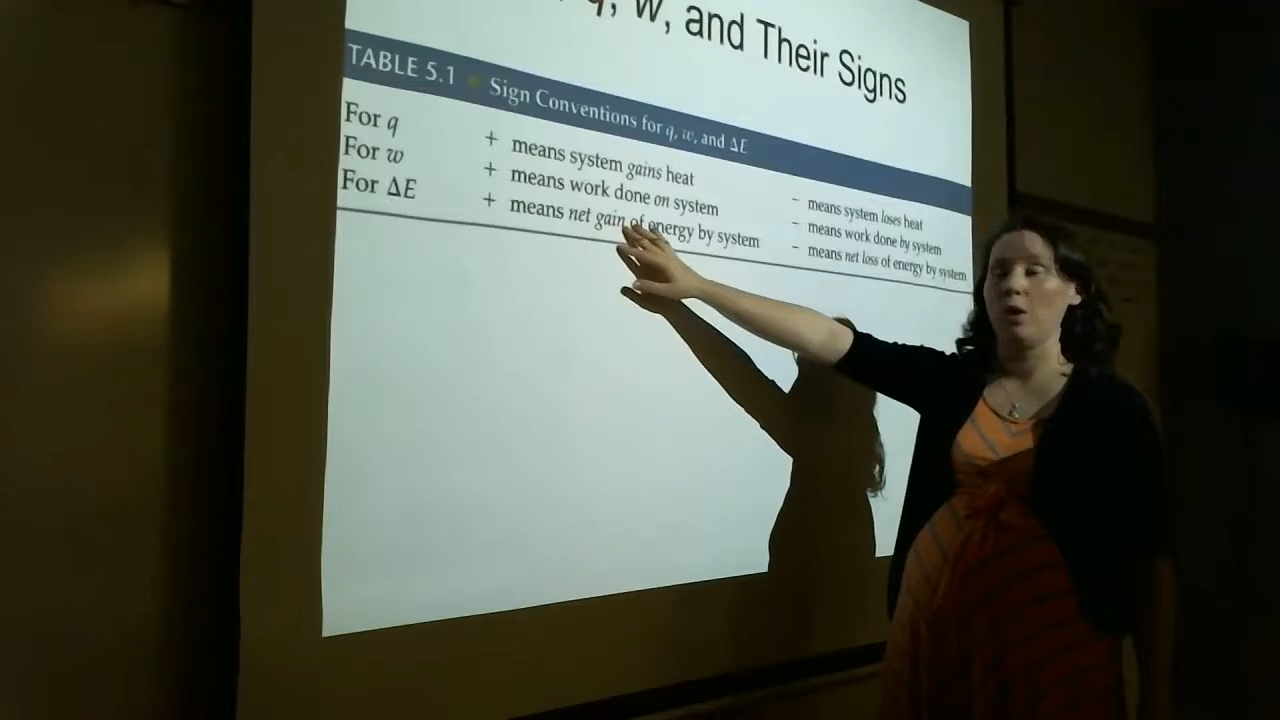 q, w, and Their Signs
TABLE 5.1 Sign Conventions for q, w, and ΔE
For q + means system gains heat − means system loses heat
For w + means work done on system − means work done by system
For ΔE + means net gain of energy by system − means net loss of energy by system